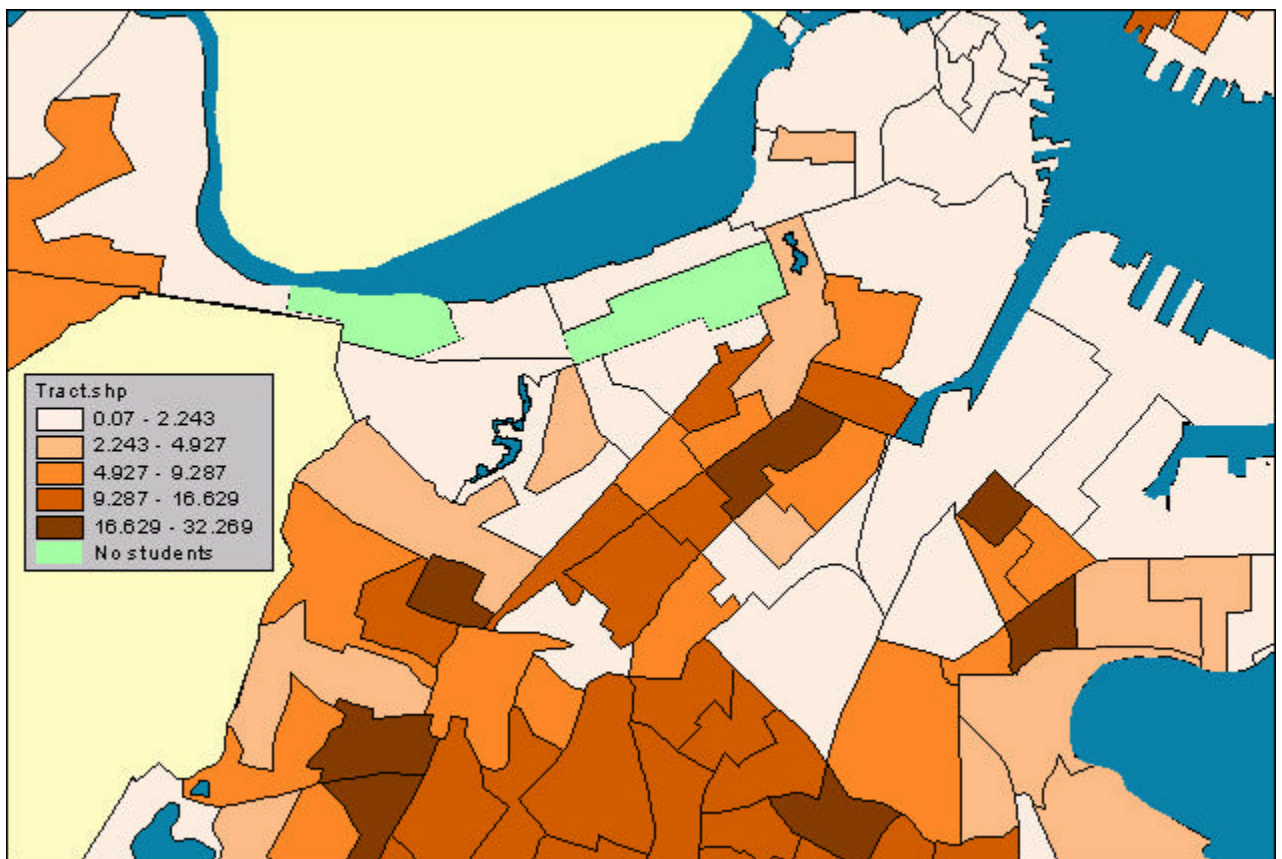 Tract.shp
0.07 - 2.243
2.243 - 4.927
4.927 - 9.287
9.287 - 16.629
16.629 - 32.269
No students